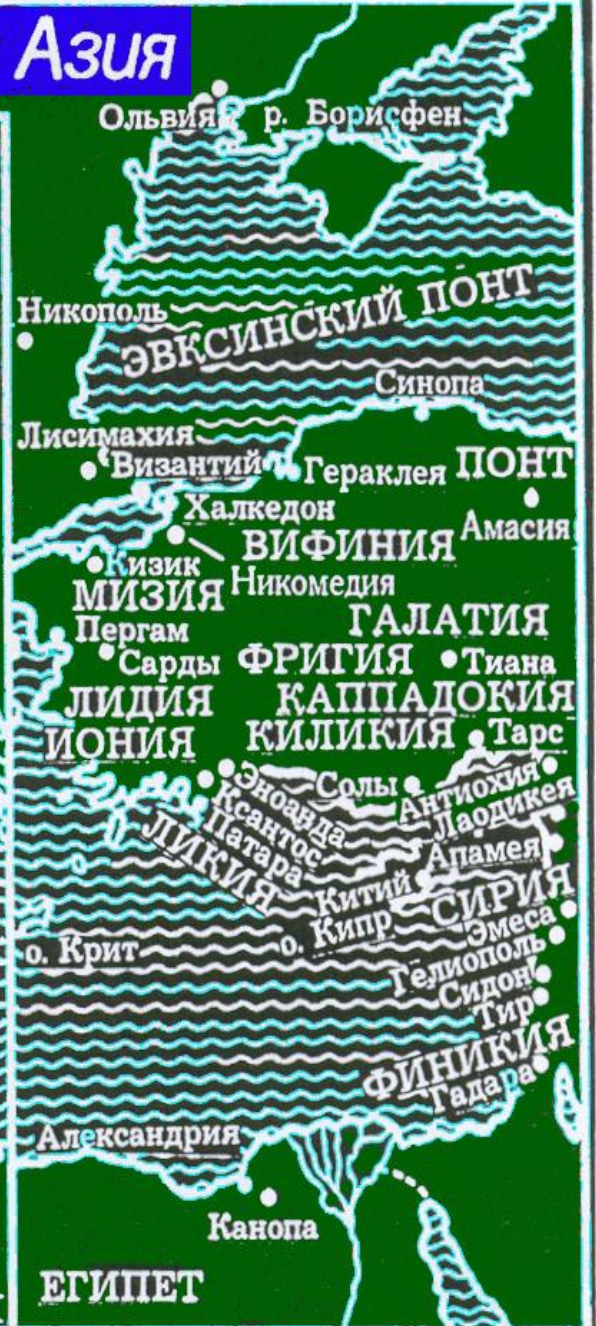 Азия
Ольвия
р. Борисфен
Никополь
ЭВКСИНСКИЙ ПОНТ
Синопа
Лисимахия
Византий
Гераклея
ПОНТ
Халкедон
Амасия
ВИФИНИЯ
Кизик
Никомедия
МИЗИЯ
ГАЛАТИЯ
Пергам
Сарды
ФРИГИЯ
Тиана
ЛИДИЯ
КАППАДОКИЯ
ИОНИЯ
КИЛИКИЯ
Тарс
Эноанда
Солы
Антиохия
Ксантос
Лаодикея
Патара
ЛИКИЯ
Апамея
Китий
СИРИЯ
о. Крит
о. Кипр
Эмеса
Гелиополь
Сидон
Тир
ФИНИКИЯ
Гадара
Александрия
Канопа
ЕГИПЕТ